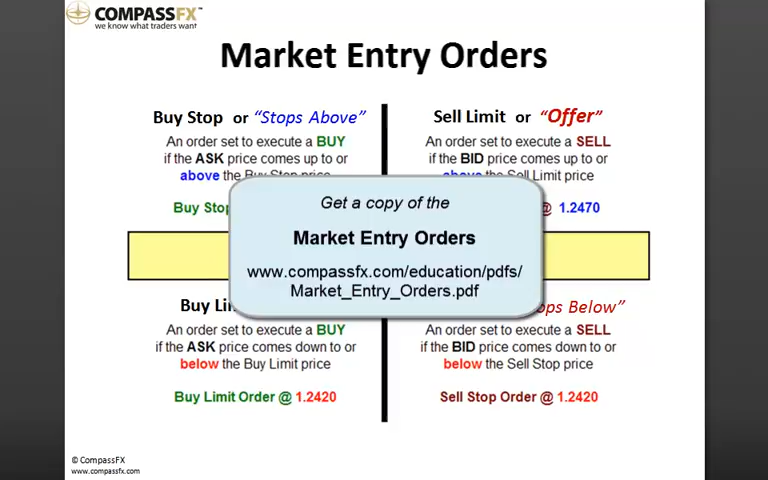 COMPASSFX™
we know what traders want
Market Entry Orders
Buy Stop or “Stops Above”
An order set to execute a BUY
if the ASK price comes up to or
above the Buy Stop price
Buy Stop
Sell Limit or “Offer”
An order set to execute a SELL
if the BID price comes up to or
above the Sell Limit price
@ 1.2470
Get a copy of the
Market Entry Orders
www.compassfx.com/education/pdfs/
Market_Entry_Orders.pdf
Buy Lim
An order set to execute a BUY
if the ASK price comes down to or
below the Buy Limit price
Buy Limit Order @ 1.2420
ops Below”
An order set to execute a SELL
if the BID price comes down to or
below the Sell Stop price
Sell Stop Order @ 1.2420
© CompassFX
www.compassfx.com